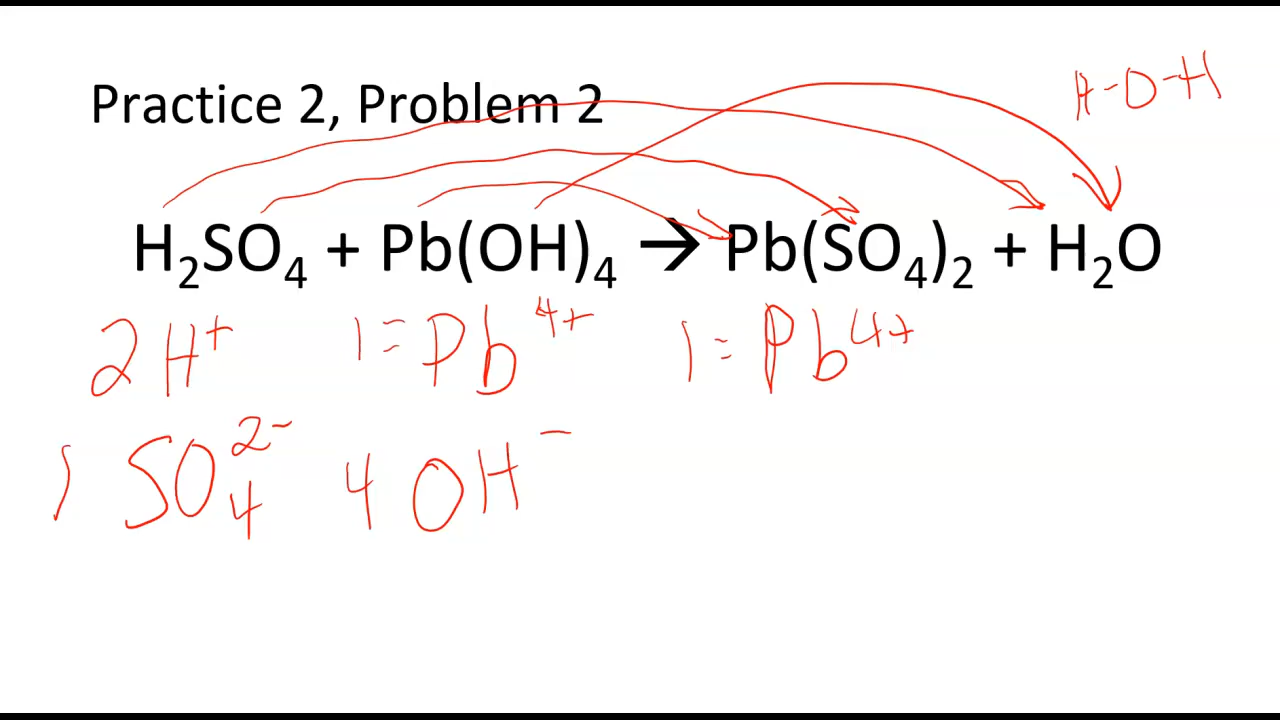 Practice 2, Problem 2
H-O-H
H₂SO₄ + Pb(OH)₄ → Pb(SO₄)₂ + H₂O
2 H⁺ 1 = Pb⁴⁺ 1 = Pb⁴⁺
1 SO₄²⁻ 4 OH⁻